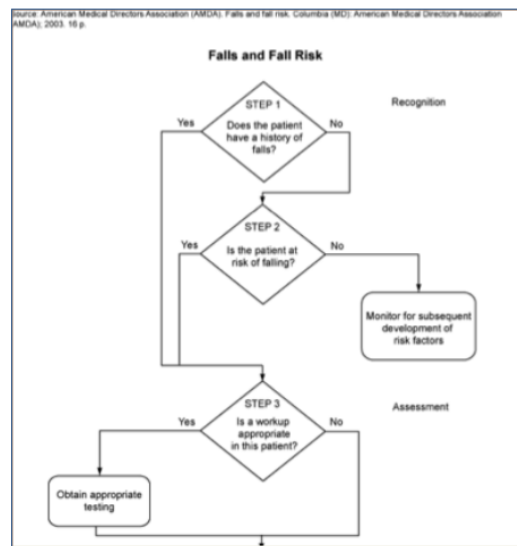 source: American Medical Directors Association (AMDA). Falls and fall risk. Columbia (MD): American Medical Directors Association
AMDA); 2003. 16 p.
Falls and Fall Risk
STEP 1
Recognition
Yes
No
Does the patient
have a history of
falls?
STEP 2
Yes
No
Is the patient at
risk of falling?
Monitor for subsequent
development of
risk factors
STEP 3
Assessment
Yes
No
Is a workup
appropriate
in this patient?
Obtain appropriate
testing